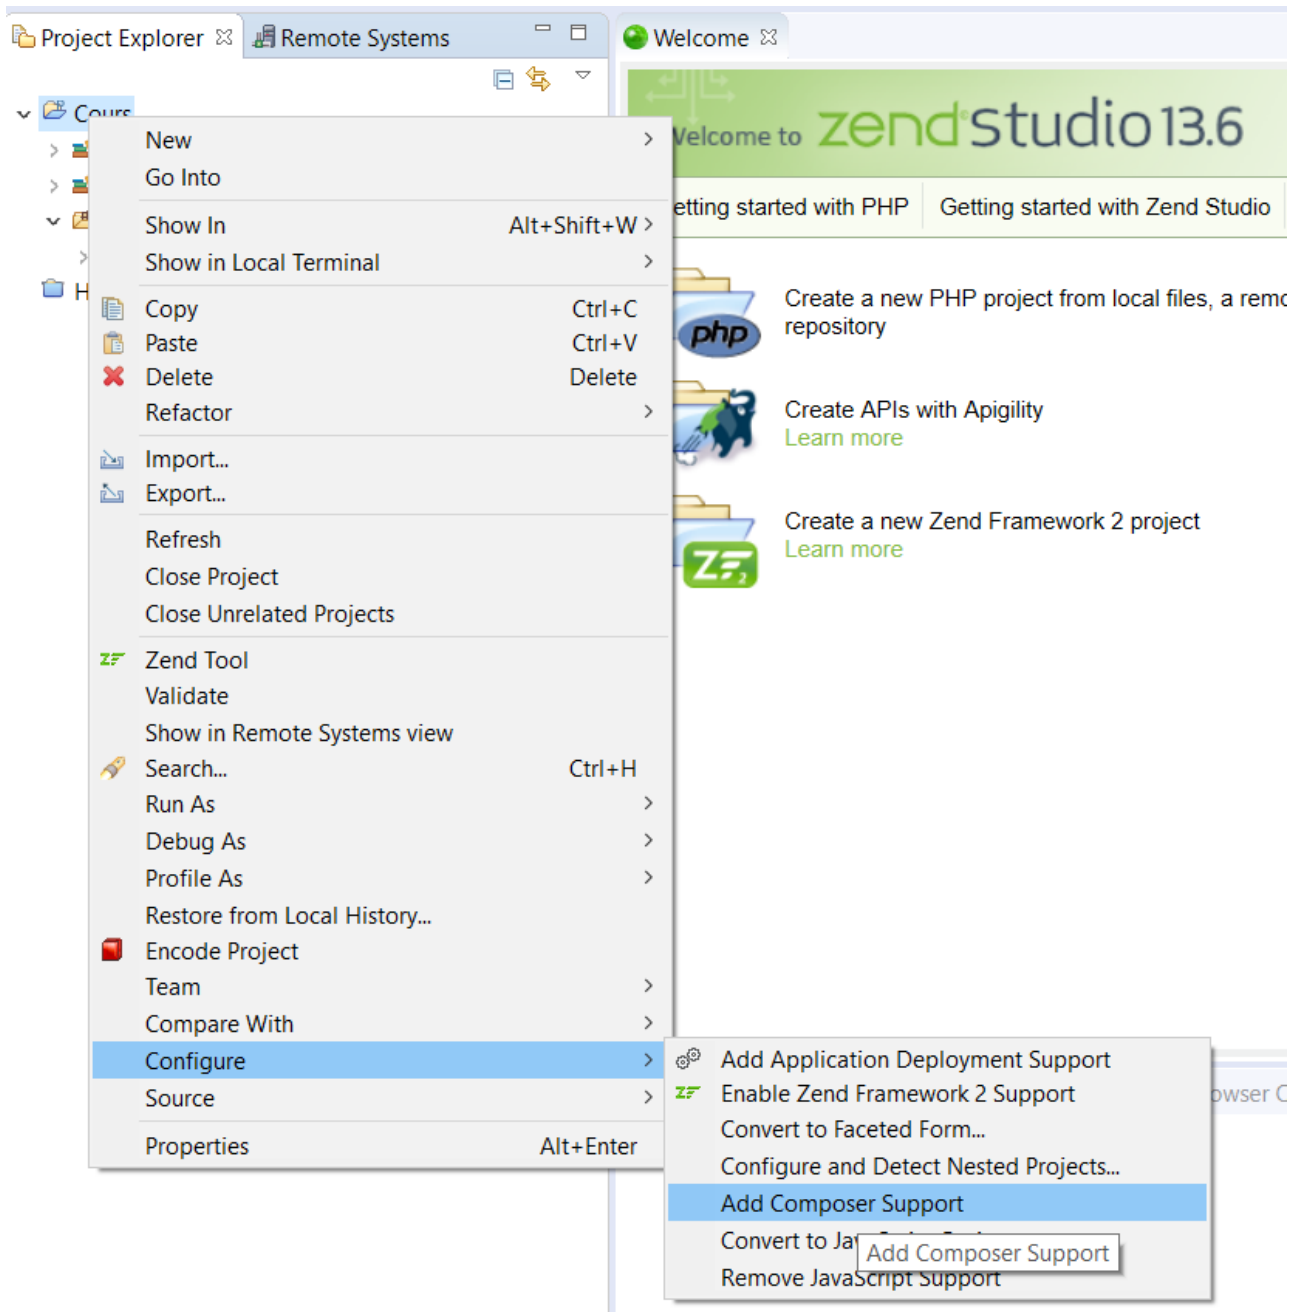 Project Explorer
Remote Systems
Welcome
Cours
H
Welcome to zend studio 13.6
etting started with PHP
Getting started with Zend Studio
php
Create a new PHP project from local files, a remo
repository
Create APIs with Apigility
Learn more
Create a new Zend Framework 2 project
Learn more
New
Go Into
Show In Alt+Shift+W
Show in Local Terminal
Copy Ctrl+C
Paste Ctrl+V
Delete Delete
Refactor
Import...
Export...
Refresh
Close Project
Close Unrelated Projects
Zend Tool
Validate
Show in Remote Systems view
Search... Ctrl+H
Run As
Debug As
Profile As
Restore from Local History...
Encode Project
Team
Compare With
Configure
Source
Properties Alt+Enter
Add Application Deployment Support
Enable Zend Framework 2 Support
Convert to Faceted Form...
Configure and Detect Nested Projects...
Add Composer Support
Convert to Ja
Add Composer Support
Remove JavaScript Support
owser C